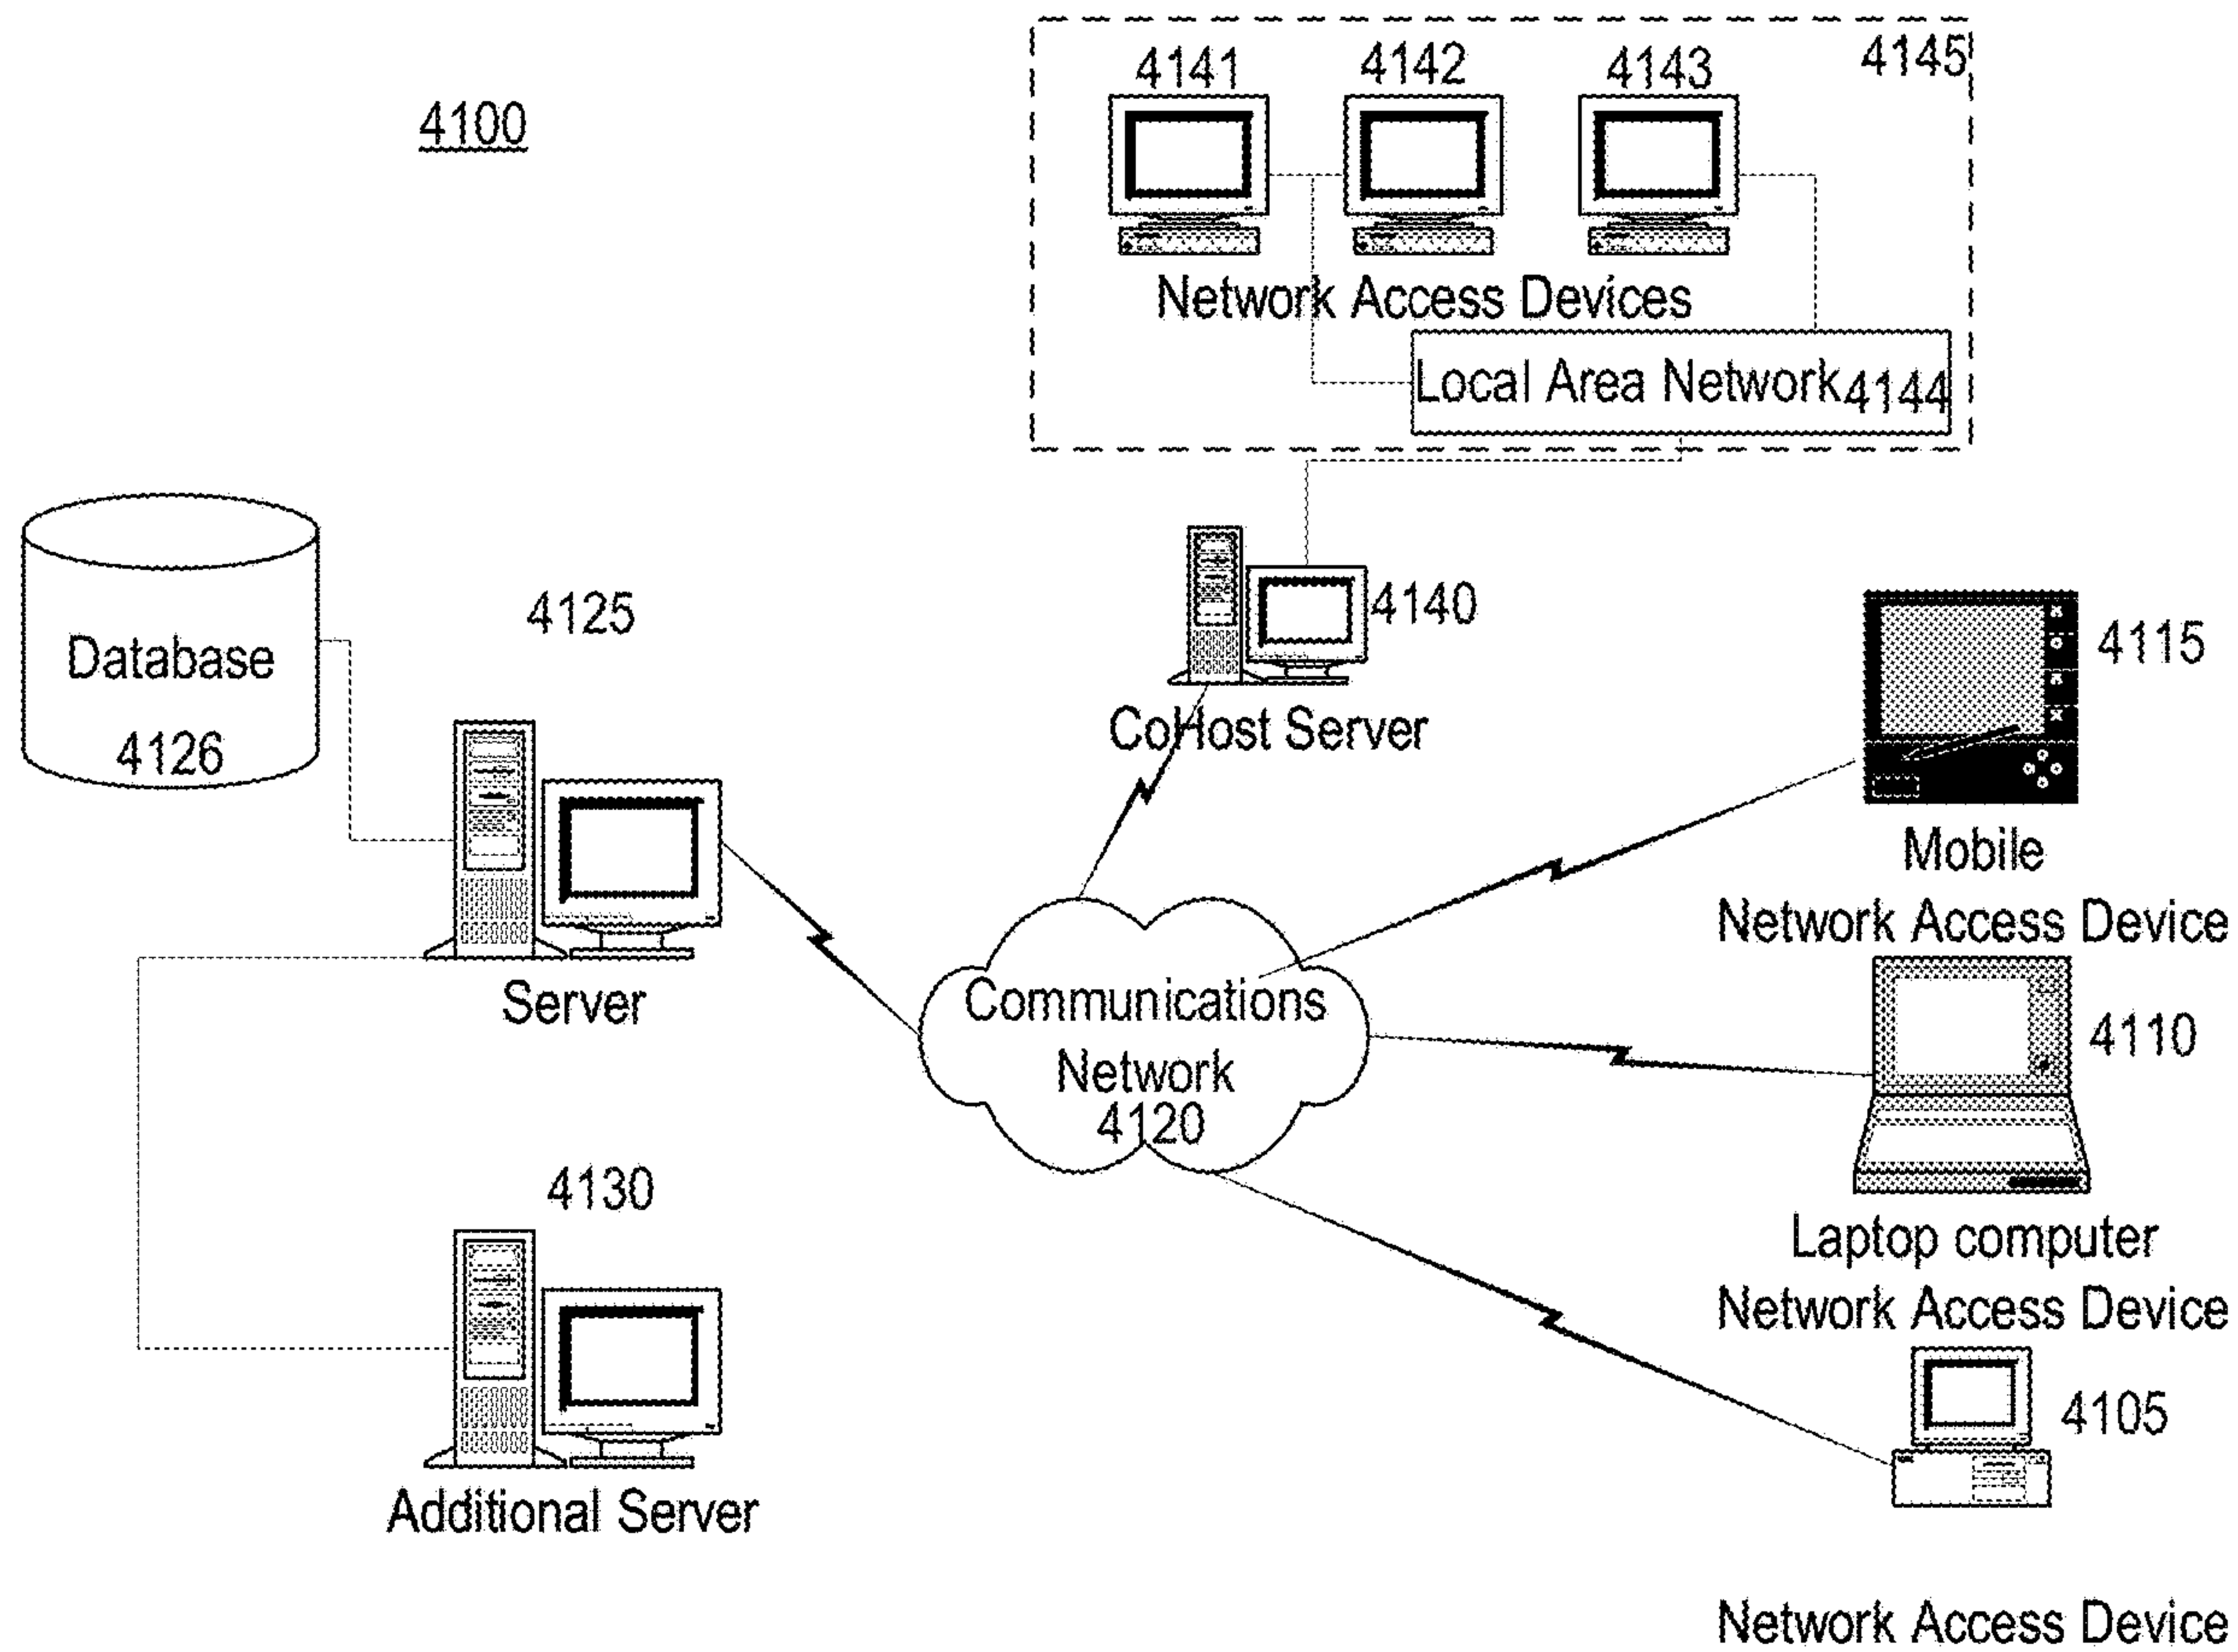 4100
4141 4142 4143 4145
Network Access Devices
Local Area Network 4144
Database
4126
4125
Server
4140
CoHost Server
4115
Mobile
Network Access Device
Communications
Network
4120
4110
Laptop computer
Network Access Device
4130
Additional Server
4105
Network Access Device